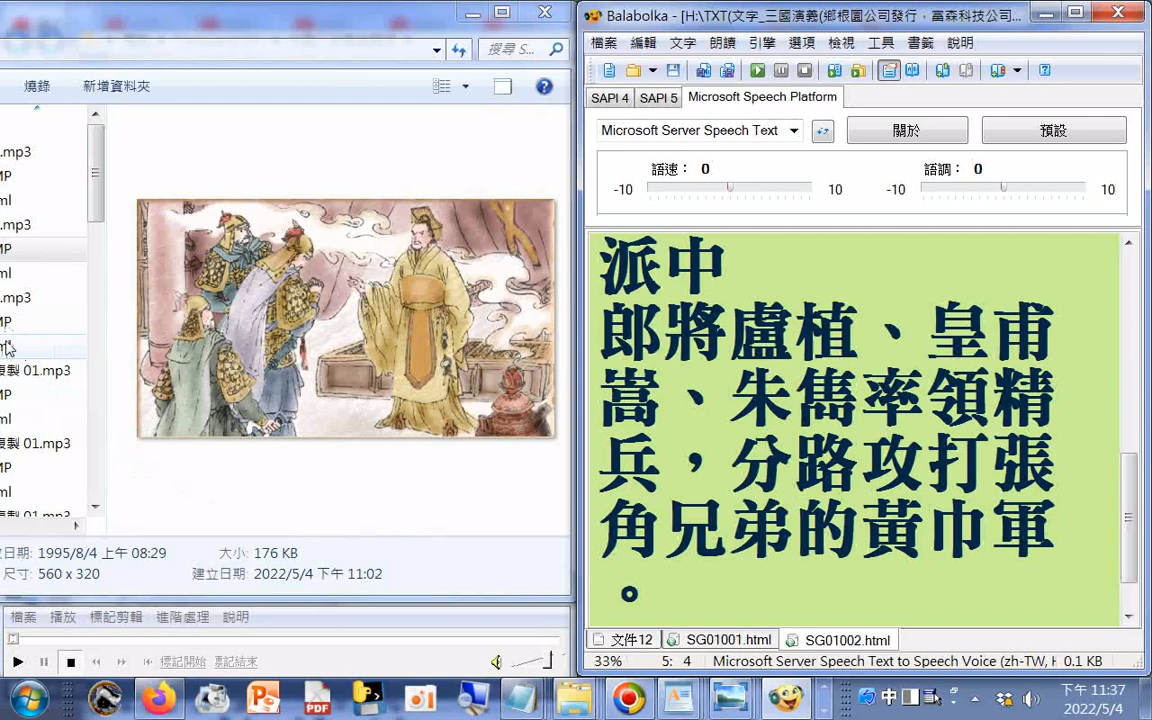 搜尋 S...
燒錄
新增資料夾
.mp3
MP
ml
.mp3
MP
ml
.mp3
MP
ml
複製 01.mp3
MP
ml
複製 01.mp3
MP
ml
複製 01.mp3
日期: 1995/8/4 上午 08:29
大小: 176 KB
尺寸: 560 x 320
建立日期: 2022/5/4 下午 11:02
檔案 播放 標記剪輯 進階處理 說明
標記開始 標記結束
Balabolka - [H:\TXT(文字_三國演義(鄉根園公司發行，富森科技公司...
檔案 編輯 文字 朗讀 引擎 選項 檢視 工具 書籤 說明
SAPI 4 SAPI 5 Microsoft Speech Platform
Microsoft Server Speech Text
關於
預設
語速： 0
語調： 0
-10 10
-10 10
派中
郎將盧植、皇甫
嵩、朱雋率領精
兵，分路攻打張
角兄弟的黃巾軍
。
文件12 SG01001.html SG01002.html
33% 5: 4 Microsoft Server Speech Text to Speech Voice (zh-TW, H 0.1 KB
PDF
中
下午 11:37
2022/5/4